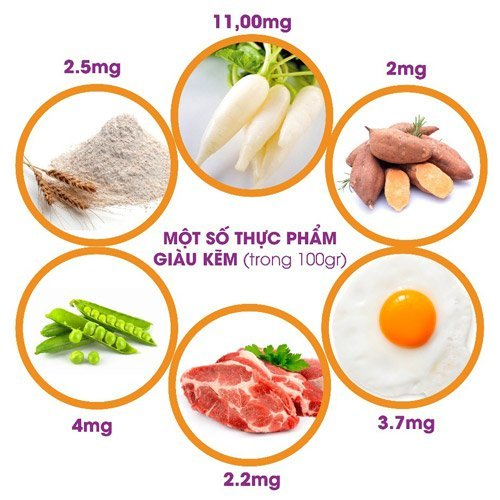 11,00mg
2.5mg
2mg
MỘT SỐ THỰC PHẨM
GIÀU KẼM (trong 100gr)
4mg
3.7mg
2.2mg